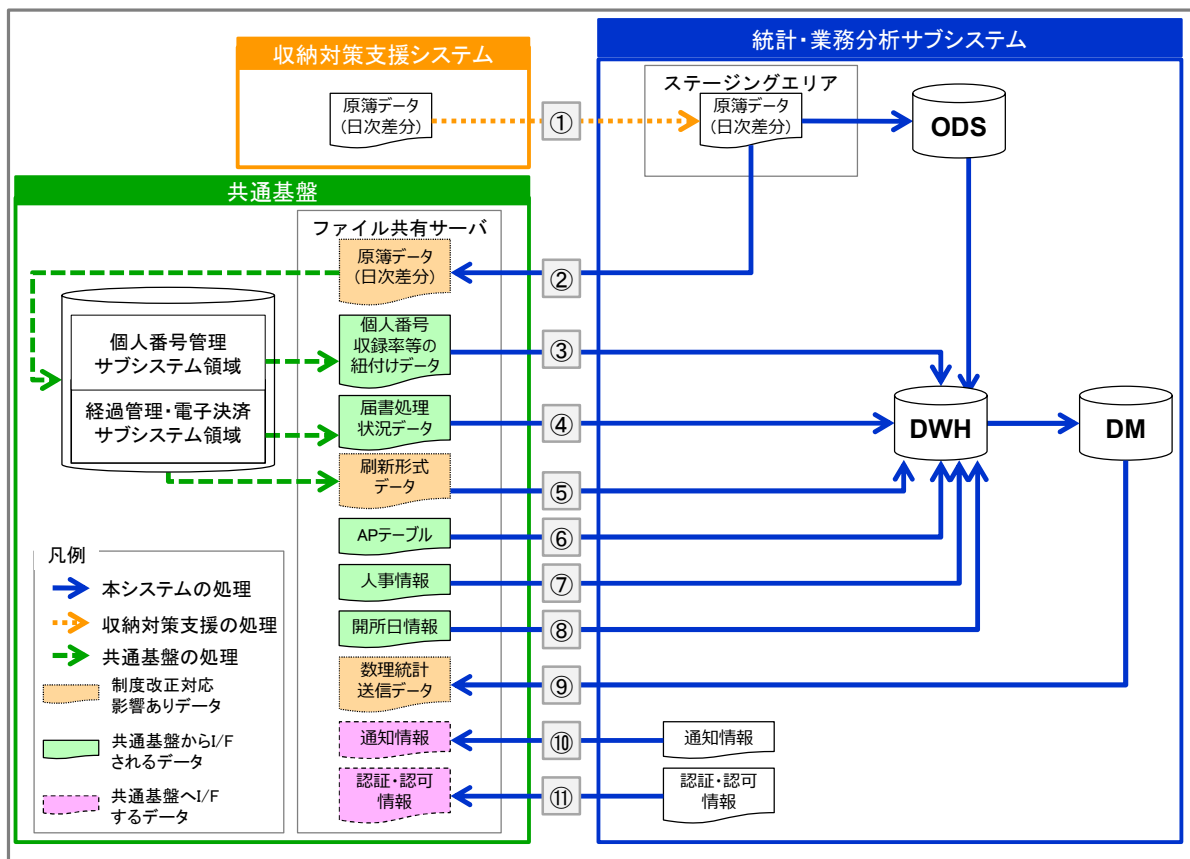 収納対策支援システム
原簿データ
(日次差分)
①
統計・業務分析サブシステム
ステージングエリア
原簿データ
(日次差分)
ODS
共通基盤
ファイル共有サーバ
原簿データ
(日次差分)
②
個人番号管理
サブシステム領域
経過管理・電子決済
サブシステム領域
個人番号
収録率等の
紐付けデータ
③
届書処理
状況データ
④
DWH
DM
刷新形式
データ
⑤
APテーブル
⑥
人事情報
⑦
開所日情報
⑧
数理統計
送信データ
⑨
通知情報
⑩
通知情報
認証・認可
情報
⑪
認証・認可
情報
凡例
本システムの処理
収納対策支援の処理
共通基盤の処理
制度改正対応
影響ありデータ
共通基盤からI/F
されるデータ
共通基盤へI/F
するデータ